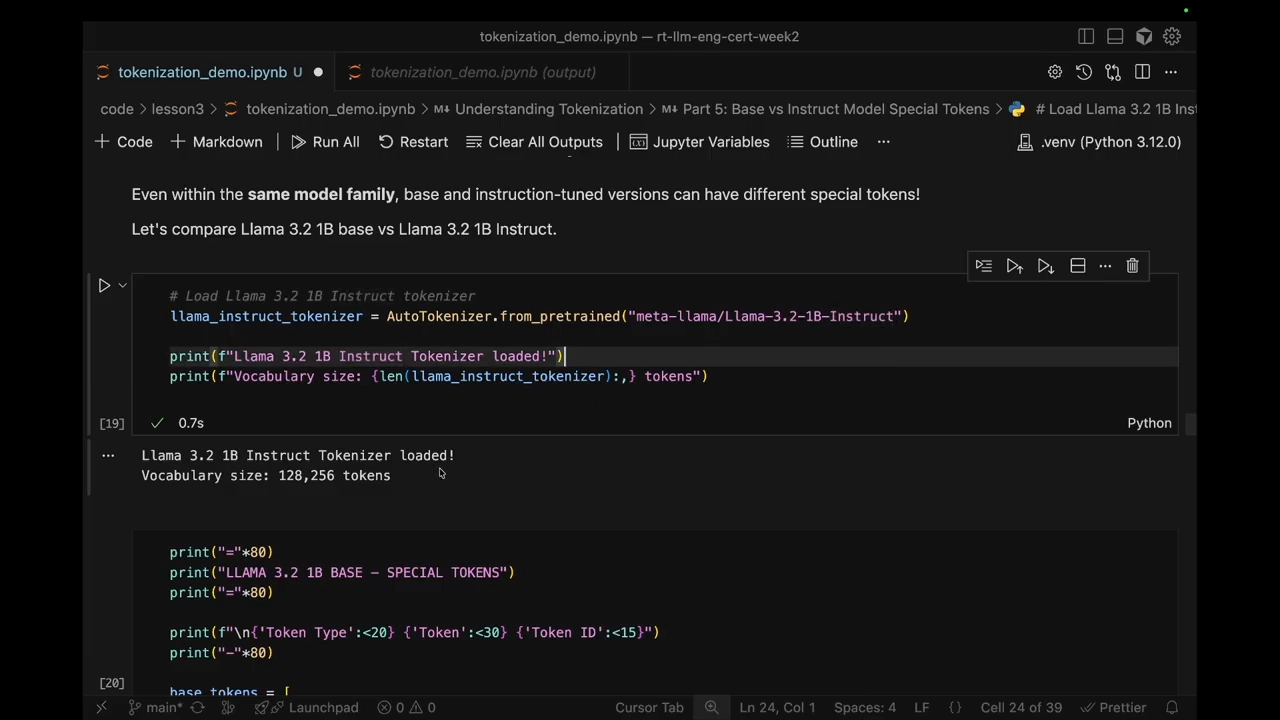 tokenization_demo.ipynb — rt-llm-eng-cert-week2
tokenization_demo.ipynb U tokenization_demo.ipynb (output)
code > lesson3 > tokenization_demo.ipynb > M↓ Understanding Tokenization > M↓ Part 5: Base vs Instruct Model Special Tokens > # Load Llama 3.2 1B Inst
+ Code + Markdown Run All Restart Clear All Outputs Jupyter Variables Outline ··· .venv (Python 3.12.0)
Even within the same model family, base and instruction-tuned versions can have different special tokens!
Let's compare Llama 3.2 1B base vs Llama 3.2 1B Instruct.
# Load Llama 3.2 1B Instruct tokenizer
llama_instruct_tokenizer = AutoTokenizer.from_pretrained("meta-llama/Llama-3.2-1B-Instruct")
print(f"Llama 3.2 1B Instruct Tokenizer loaded!")
print(f"Vocabulary size: {len(llama_instruct_tokenizer):,} tokens")
[19] 0.7s Python
Llama 3.2 1B Instruct Tokenizer loaded!
Vocabulary size: 128,256 tokens
print("="*80)
print("LLAMA 3.2 1B BASE — SPECIAL TOKENS")
print("="*80)
print(f"\n{'Token Type':<20} {'Token':<30} {'Token ID':<15}")
print("-"*80)
[20]
base_tokens = [
main* Launchpad 0 0 Cursor Tab Ln 24, Col 1 Spaces: 4 LF {} Cell 24 of 39 Prettier